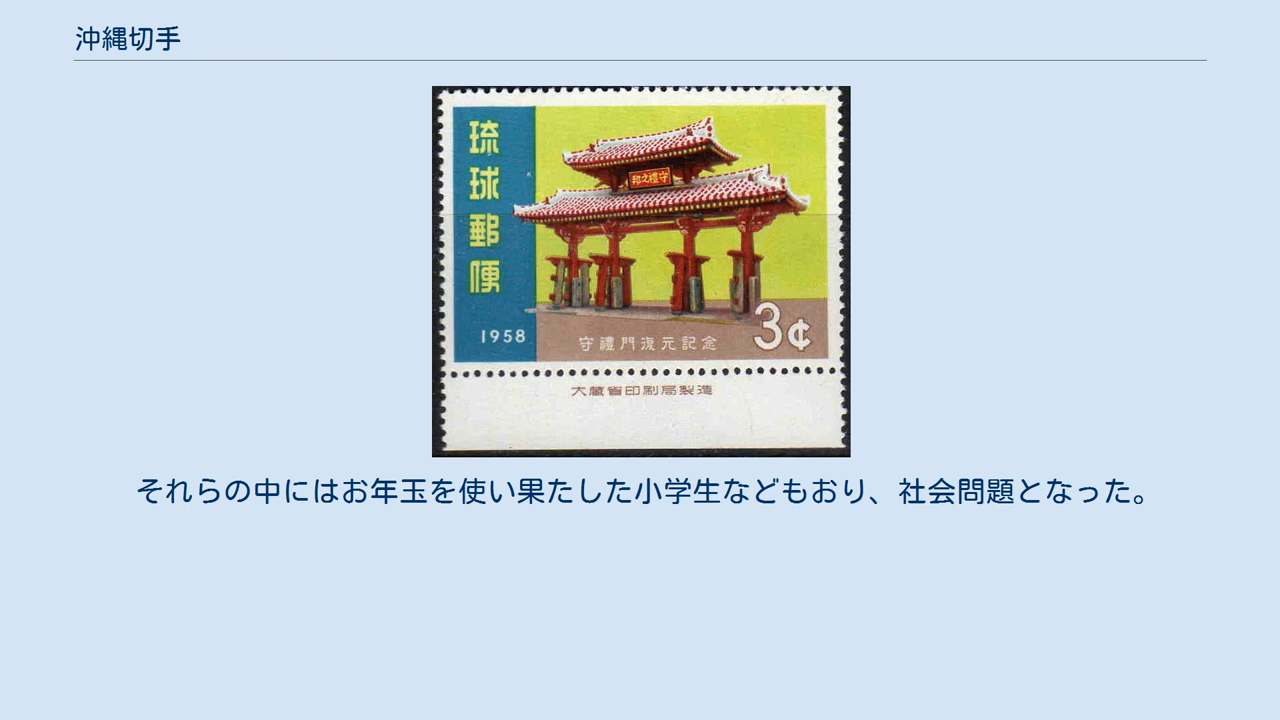 沖縄切手
琉球郵便
守禮之邦
1958
守禮門復元記念
3¢
大蔵省印刷局製造
それらの中にはお年玉を使い果たした小学生などもおり、社会問題となった。